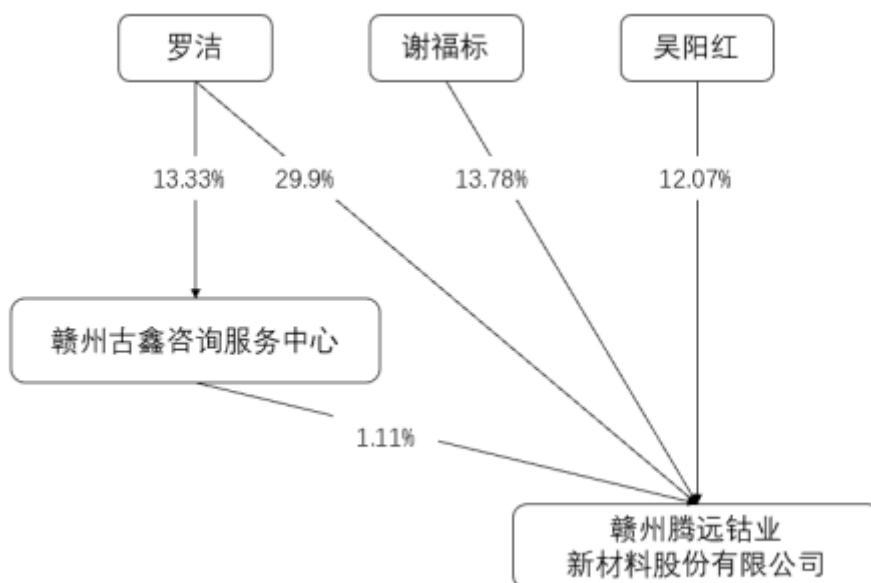 罗洁
谢福标
吴阳红
13.33%
29.9%
13.78%
12.07%
赣州古鑫咨询服务中心
1.11%
赣州腾远钴业
新材料股份有限公司